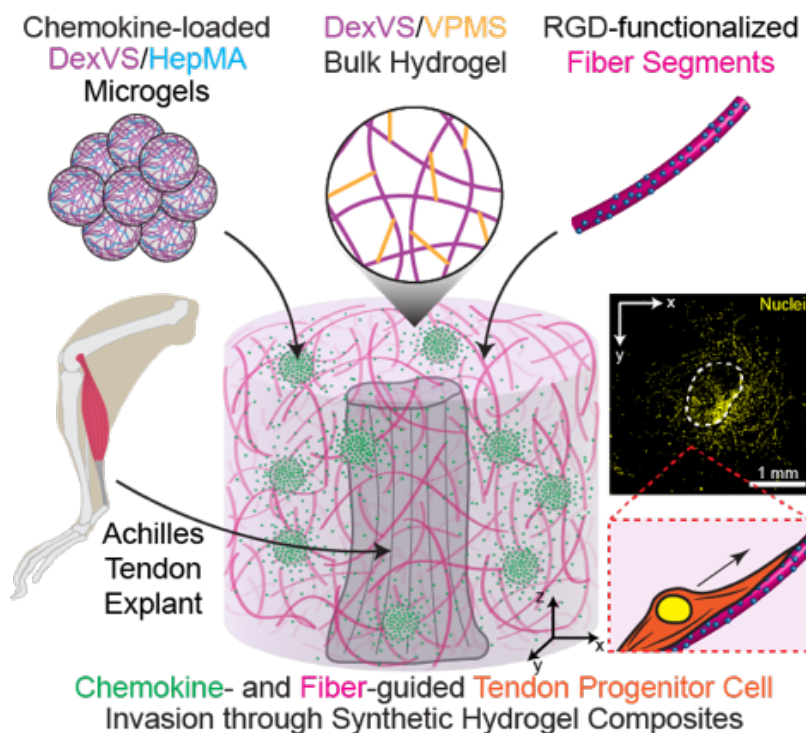 Chemokine-loaded
DexVS/HepMA
Microgels
DexVS/VPMS
Bulk Hydrogel
RGD-functionalized
Fiber Segments
x
y
Nuclei
1 mm
Achilles
Tendon
Explant
z
x
y
Chemokine- and Fiber-guided Tendon Progenitor Cell
Invasion through Synthetic Hydrogel Composites